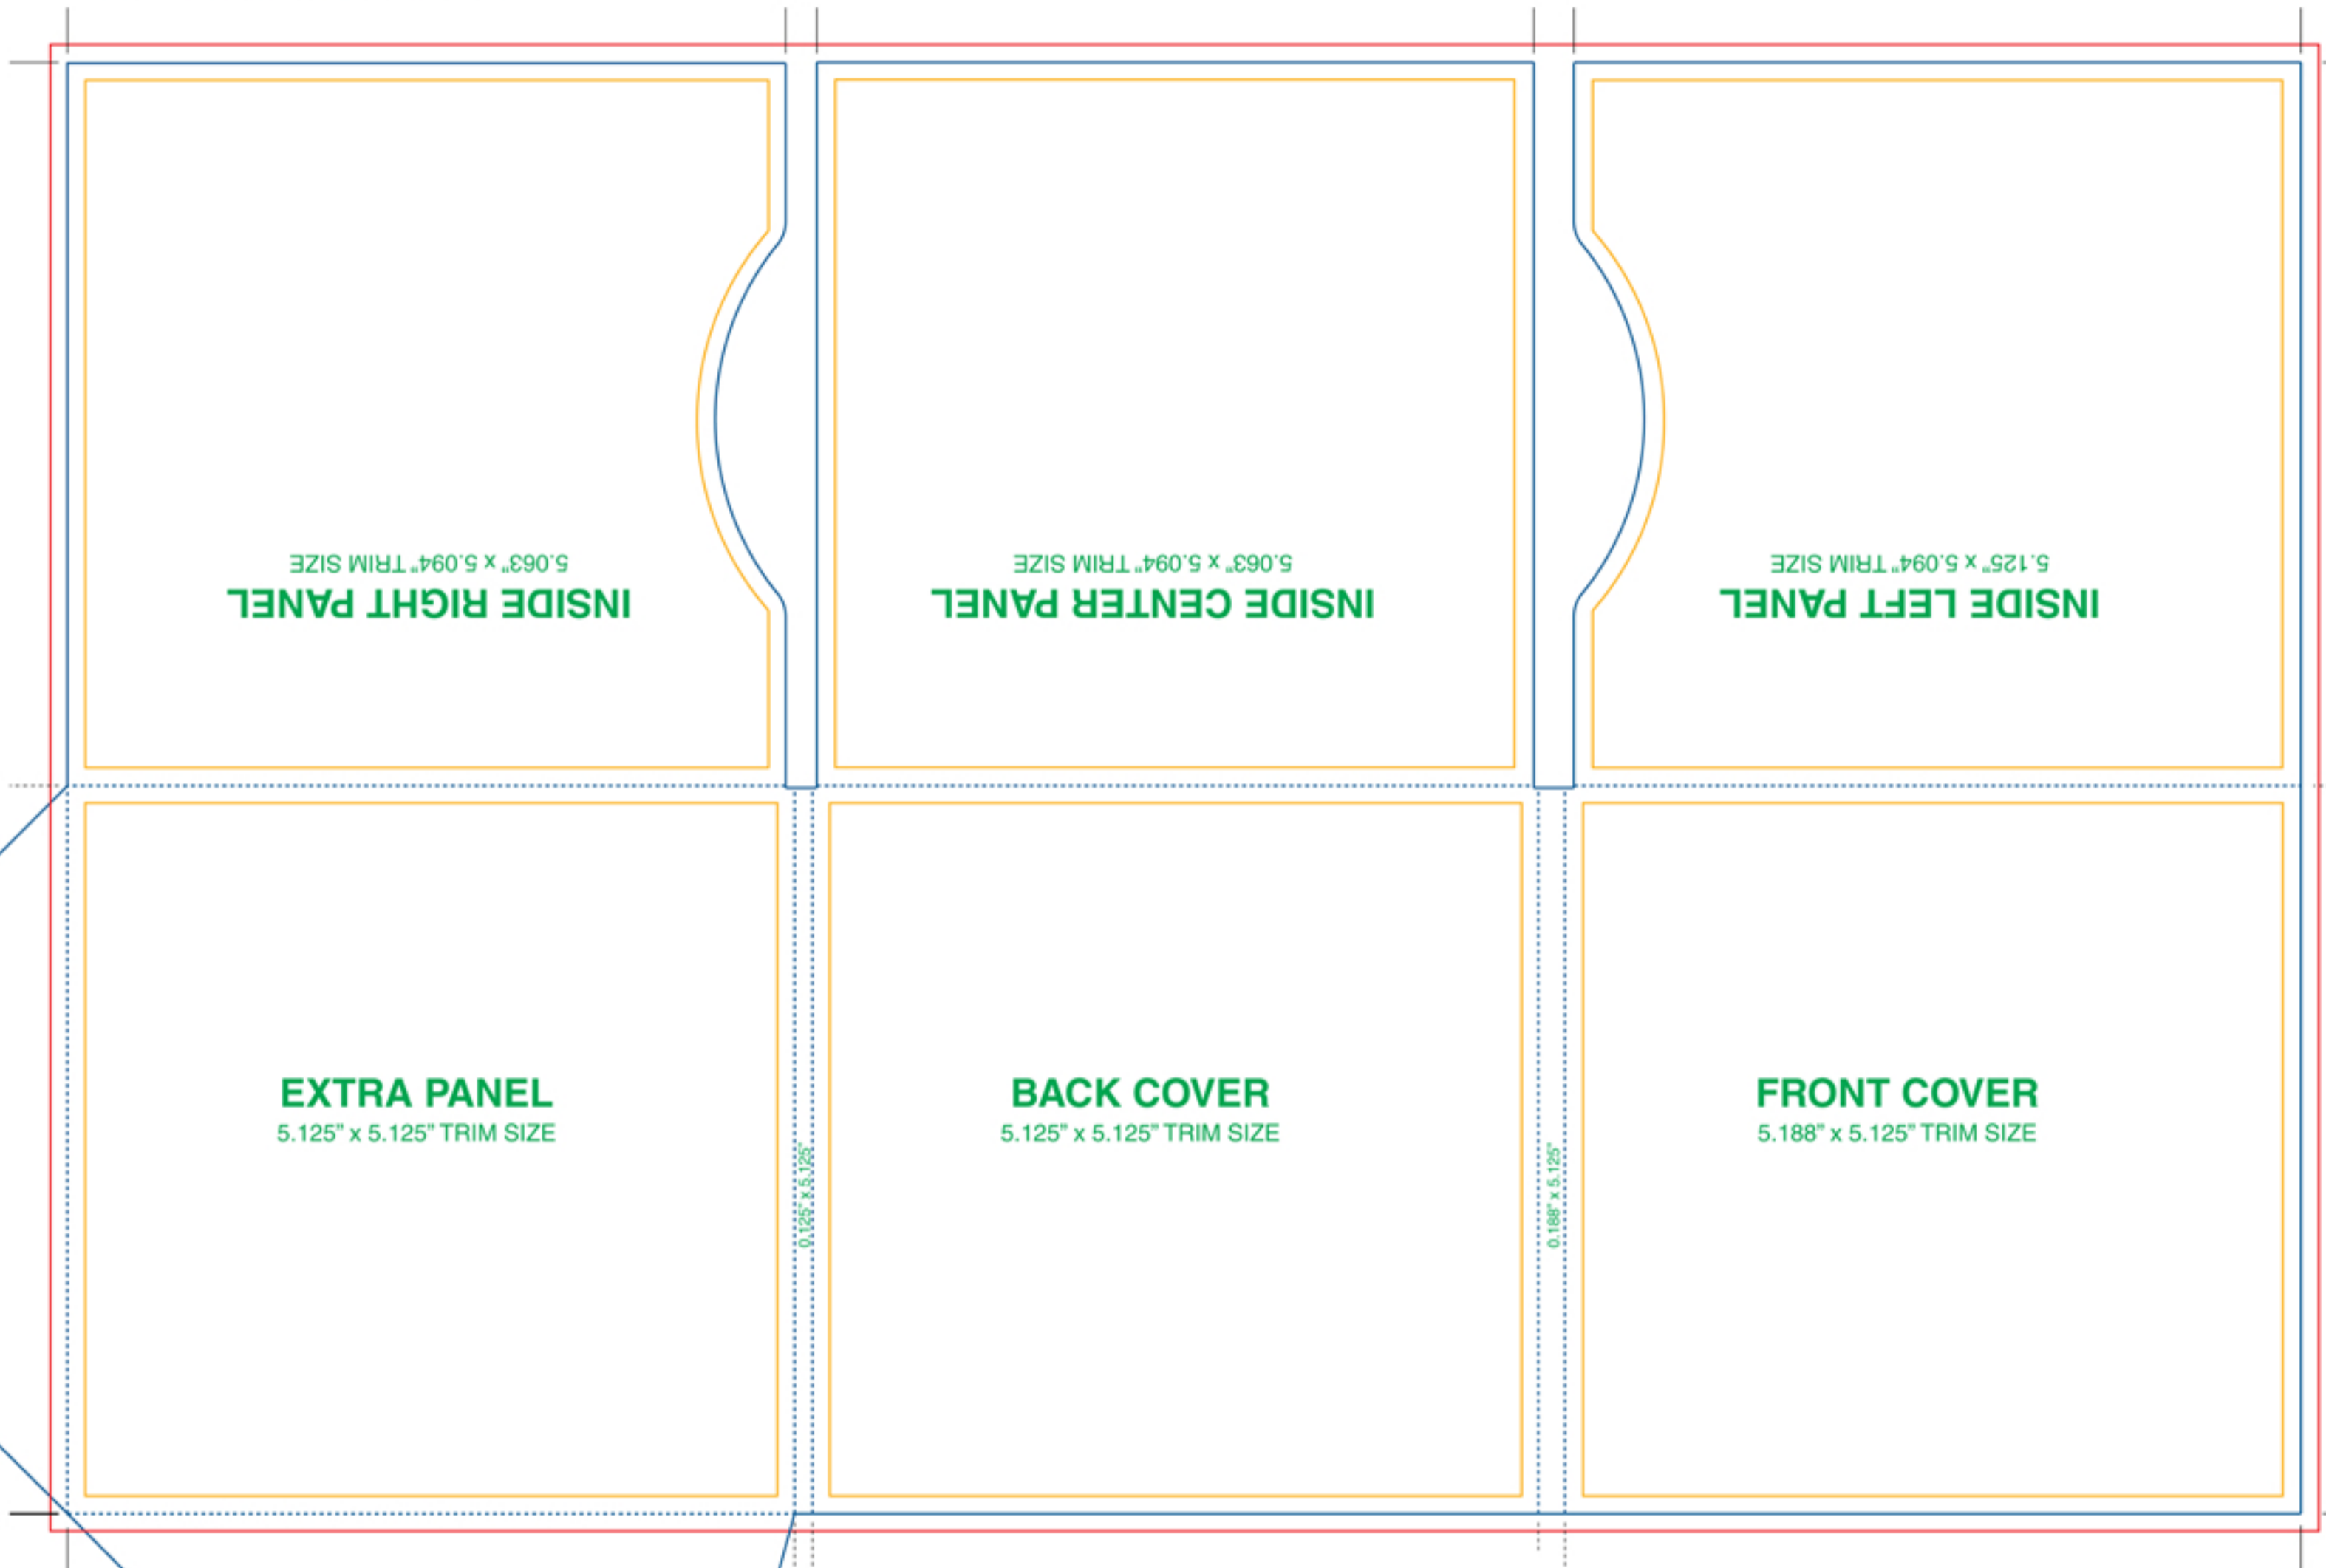 INSIDE RIGHT PANEL
5.063" x 5.094" TRIM SIZE
INSIDE CENTER PANEL
5.063" x 5.094" TRIM SIZE
INSIDE LEFT PANEL
5.125" x 5.094" TRIM SIZE
EXTRA PANEL
5.125" x 5.125" TRIM SIZE
0.125" x 5.125"
BACK COVER
5.125" x 5.125" TRIM SIZE
0.188" x 5.125"
FRONT COVER
5.188" x 5.125" TRIM SIZE